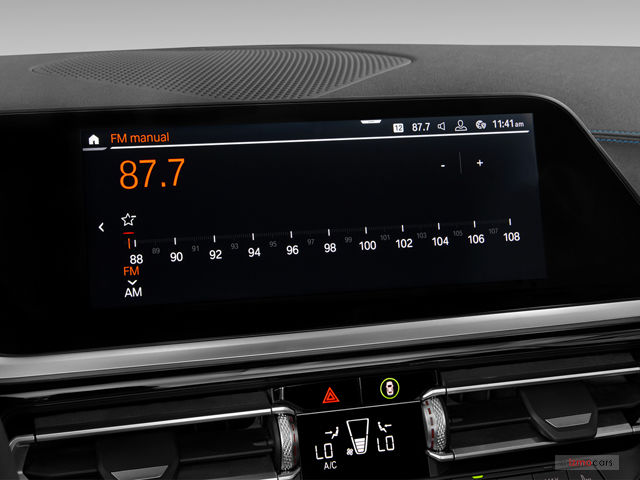 FM manual
12 87.7 11:41am
87.7
- +
88 89 90 91 92 93 94 95 96 97 98 99 100 101 102 103 104 105 106 107 108
FM
AM
LO LO
A/C